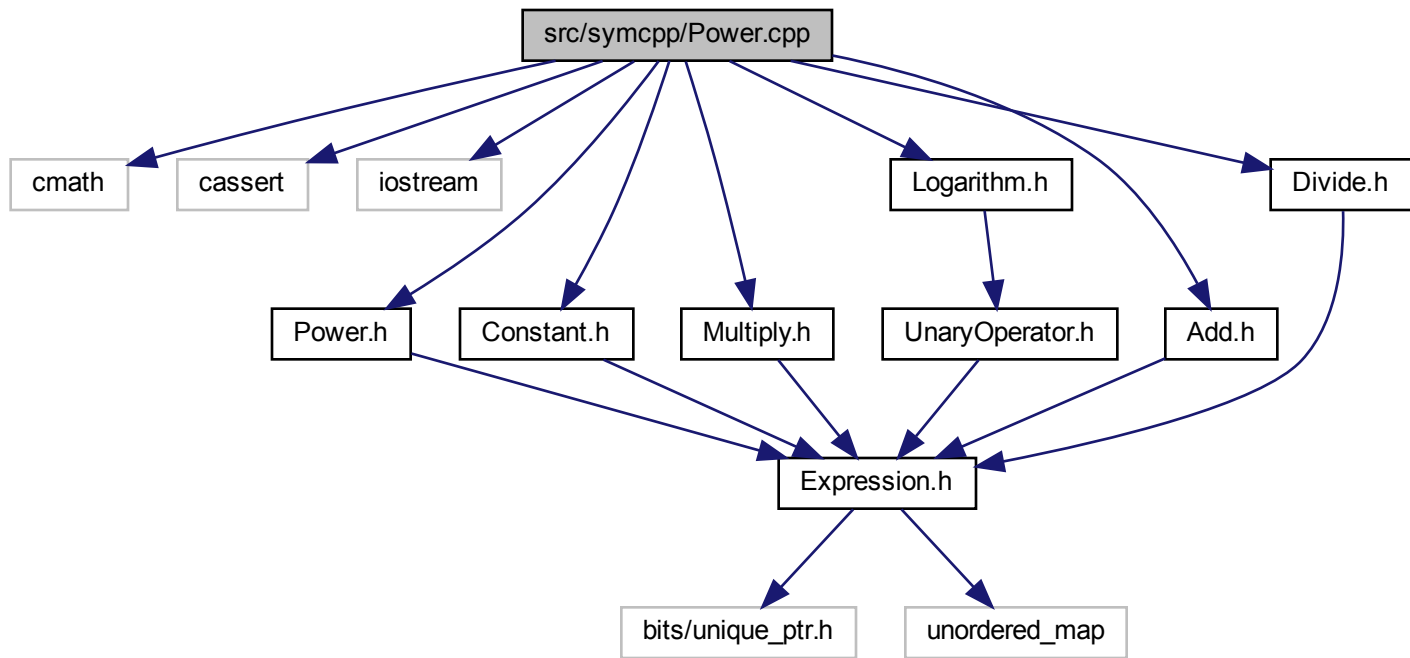 src/symcpp/Power.cpp
cmath
cassert
iostream
Logarithm.h
Divide.h
Power.h
Constant.h
Multiply.h
UnaryOperator.h
Add.h
Expression.h
bits/unique_ptr.h
unordered_map